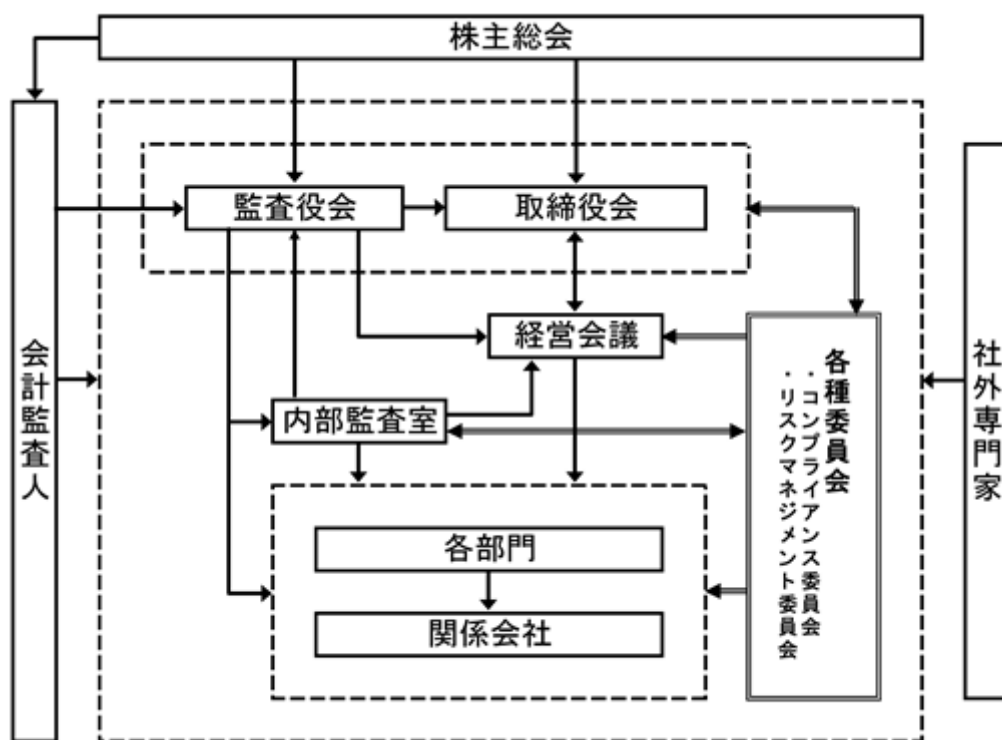 株主総会
会計監査人
監査役会
取締役会
経営会議
内部監査室
各種委員会
・コンプライアンス委員会
・リスクマネジメント委員会
各部門
関係会社
社外専門家